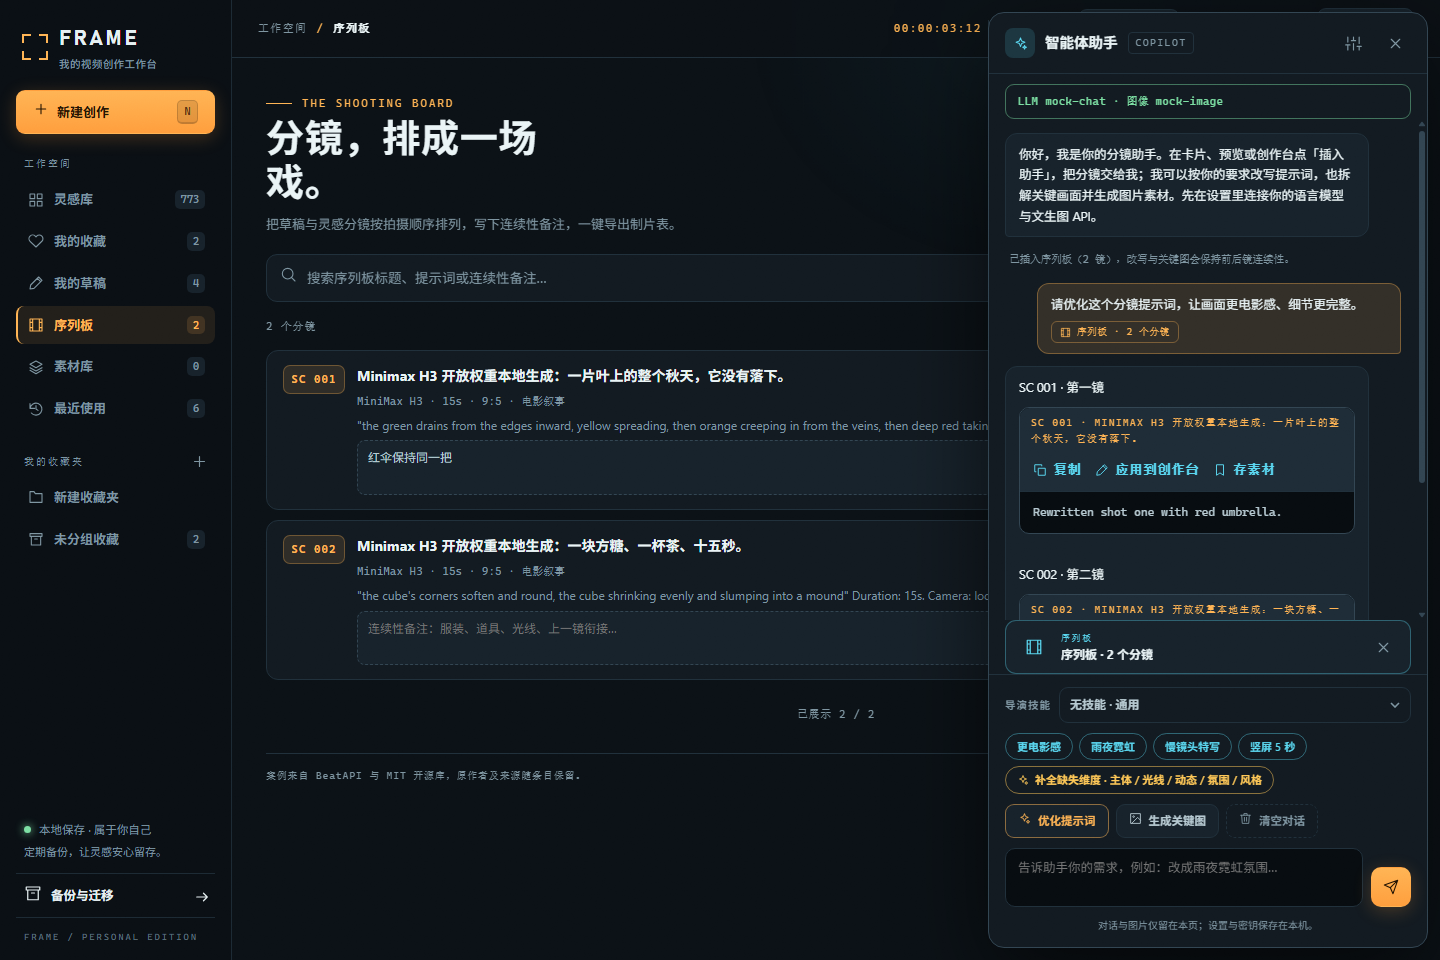 FRAME
我的视频创作工作台
新建创作
N
工作空间
灵感库
773
我的收藏
2
我的草稿
4
序列板
2
素材库
0
最近使用
6
我的收藏夹
新建收藏夹
未分组收藏
2
本地保存 · 属于你自己
定期备份，让灵感安心留存。
备份与迁移
FRAME / PERSONAL EDITION
工作空间 / 序列板
00:00:03:12
THE SHOOTING BOARD
分镜，排成一场
戏。
把草稿与灵感分镜按拍摄顺序排列，写下连续性备注，一键导出制片表。
搜索序列板标题、提示词或连续性备注...
2 个分镜
SC 001
Minimax H3 开放权重本地生成：一片叶上的整个秋天，它没有落下。
MiniMax H3 · 15s · 9:5 · 电影叙事
"the green drains from the edges inward, yellow spreading, then orange creeping in from the veins, then deep red takin
红伞保持同一把
SC 002
Minimax H3 开放权重本地生成：一块方糖、一杯茶、十五秒。
MiniMax H3 · 15s · 9:5 · 电影叙事
"the cube's corners soften and round, the cube shrinking evenly and slumping into a mound" Duration: 15s. Camera: loc
连续性备注：服装、道具、光线、上一镜衔接...
已展示 2 / 2
案例来自 BeatAPI 与 MIT 开源库，原作者及来源随条目保留。
智能体助手
COPILOT
LLM mock-chat · 图像 mock-image
你好，我是你的分镜助手。在卡片、预览或创作台点「插入
助手」，把分镜交给我；我可以按你的要求改写提示词，也拆
解关键画面并生成图片素材。先在设置里连接你的语言模型
与文生图 API。
已插入序列板（2 镜），改写与关键图会保持前后镜连续性。
请优化这个分镜提示词，让画面更电影感、细节更完整。
序列板 · 2 个分镜
SC 001 · 第一镜
SC 001 · MINIMAX H3 开放权重本地生成：一片叶上的整
个秋天，它没有落下。
复制
应用到创作台
存素材
Rewritten shot one with red umbrella.
SC 002 · 第二镜
SC 002 · MINIMAX H3 开放权重本地生成：一块方糖、一
序列板
序列板 · 2 个分镜
导演技能
无技能 · 通用
更电影感
雨夜霓虹
慢镜头特写
竖屏 5 秒
补全缺失维度 · 主体 / 光线 / 动态 / 氛围 / 风格
优化提示词
生成关键图
清空对话
告诉助手你的需求，例如：改成雨夜霓虹氛围...
对话与图片仅留在本页；设置与密钥保存在本机。